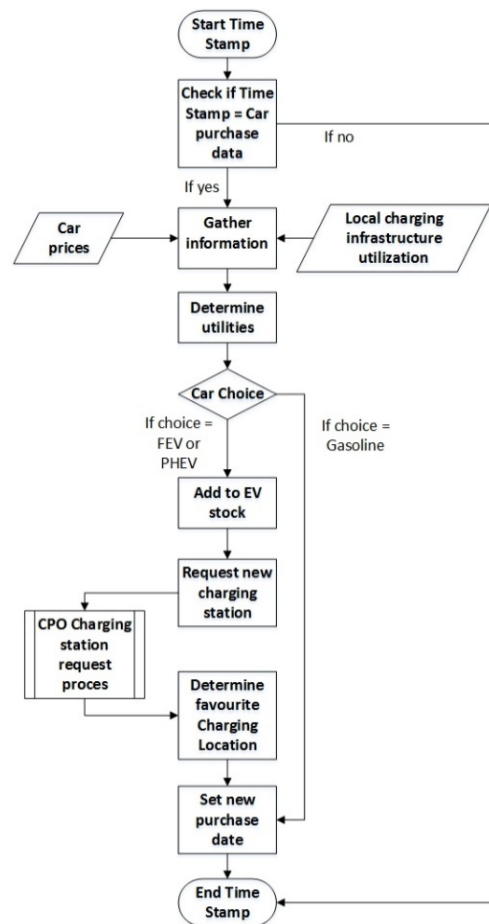 Start Time
Stamp
Check if Time
Stamp = Car
purchase
data
If no
If yes
Car
prices
Gather
information
Local charging
infrastructure
utilization
Determine
utilities
Car Choice
If choice =
FEV or
PHEV
If choice =
Gasoline
Add to EV
stock
Request new
charging
station
CPO Charging
station
request
proces
Determine
favourite
Charging
Location
Set new
purchase
date
End Time
Stamp